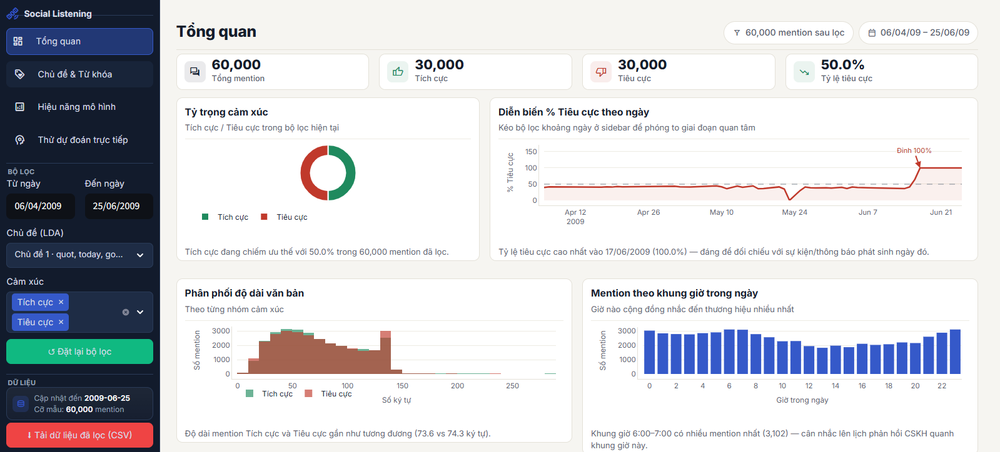 Social Listening
Tổng quan
Chủ đề & Từ khóa
Hiệu năng mô hình
Thử dự đoán trực tiếp
BỘ LỌC
Từ ngày
Đến ngày
06/04/2009
25/06/2009
Chủ đề (LDA)
Chủ đề 1 · quot, today, go...
Cảm xúc
Tích cực ×
Tiêu cực ×
↺ Đặt lại bộ lọc
DỮ LIỆU
Cập nhật đến 2009-06-25
Cỡ mẫu: 60,000 mention
⬇ Tải dữ liệu đã lọc (CSV)
Tổng quan
60,000 mention sau lọc
06/04/09 – 25/06/09
60,000
Tổng mention
30,000
Tích cực
30,000
Tiêu cực
50.0%
Tỷ lệ tiêu cực
Tỷ trọng cảm xúc
Tích cực / Tiêu cực trong bộ lọc hiện tại
Tích cực
Tiêu cực
Tích cực đang chiếm ưu thế với 50.0% trong 60,000 mention đã lọc.
Diễn biến % Tiêu cực theo ngày
Kéo bộ lọc khoảng ngày ở sidebar để phóng to giai đoạn quan tâm
% Tiêu cực
150
100
50
0
Đỉnh 100%
Apr 12
2009
Apr 26
May 10
May 24
Jun 7
Jun 21
Tỷ lệ tiêu cực cao nhất vào 17/06/2009 (100.0%) — đáng để đối chiếu với sự kiện/thông báo phát sinh ngày đó.
Phân phối độ dài văn bản
Theo từng nhóm cảm xúc
Số mention
3000
2000
1000
0
0 50 100 150 200 250
Tích cực
Tiêu cực
Số ký tự
Độ dài mention Tích cực và Tiêu cực gần như tương đương (73.6 vs 74.3 ký tự).
Mention theo khung giờ trong ngày
Giờ nào cộng đồng nhắc đến thương hiệu nhiều nhất
Số mention
3000
2000
1000
0
0 2 4 6 8 10 12 14 16 18 20 22
Giờ trong ngày
Khung giờ 6:00–7:00 có nhiều mention nhất (3,102) — cân nhắc lên lịch phản hồi CSKH quanh
khung giờ này.